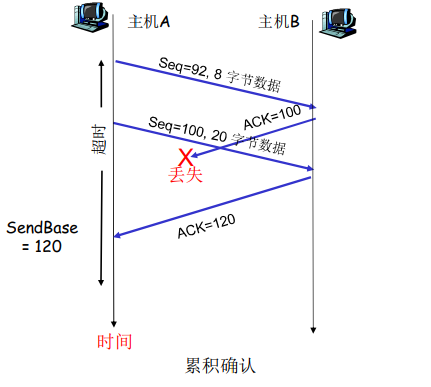 主机A
主机B
Seq=92, 8 字节数据
ACK=100
Seq=100, 20 字节数据
超时
丢失
ACK=120
SendBase
= 120
时间
累积确认